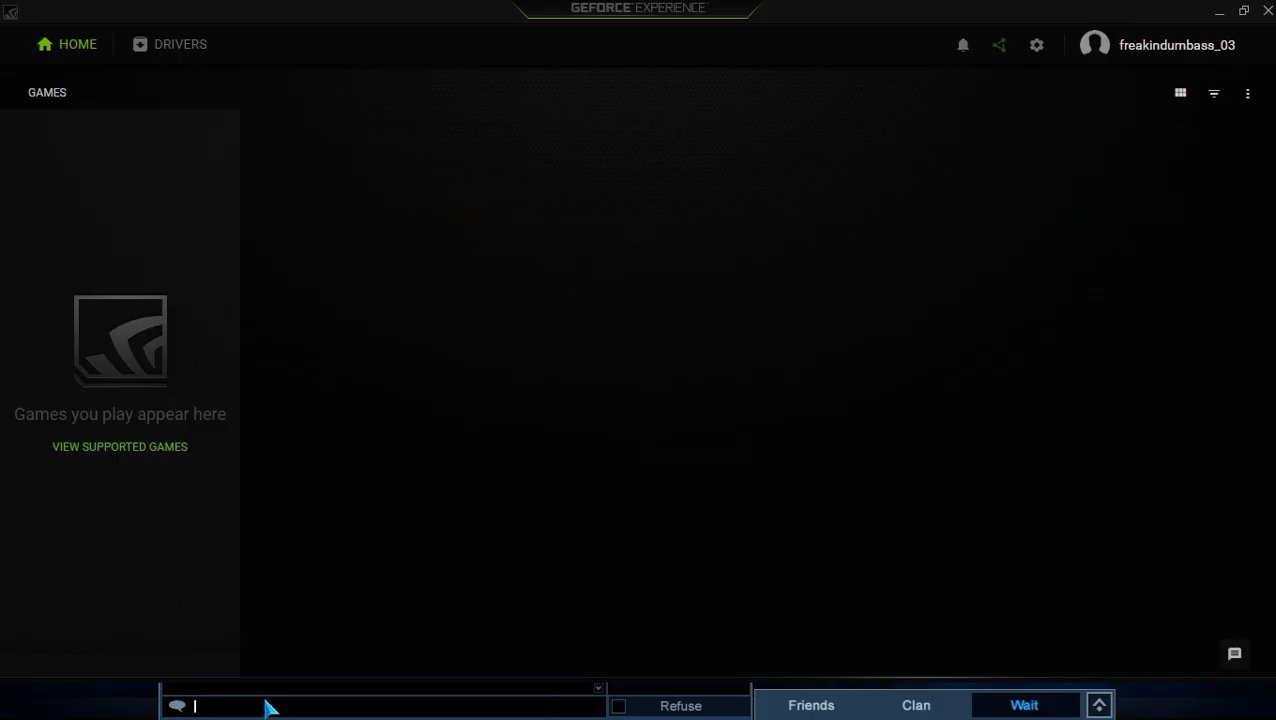 GEFORCE EXPERIENCE
HOME
DRIVERS
freakindumbass_03
GAMES
Games you play appear here
VIEW SUPPORTED GAMES
Refuse
Friends
Clan
Wait